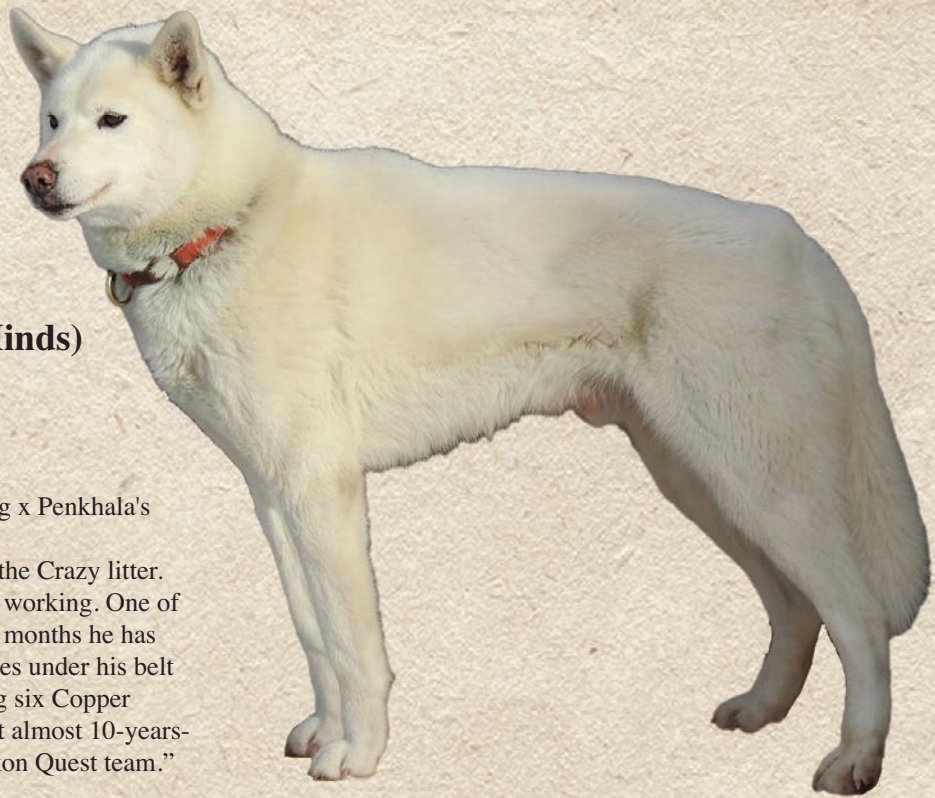 inds)
g x Penkhala's
the Crazy litter.
working. One of
months he has
es under his belt
g six Copper
t almost 10-years-
on Quest team.”